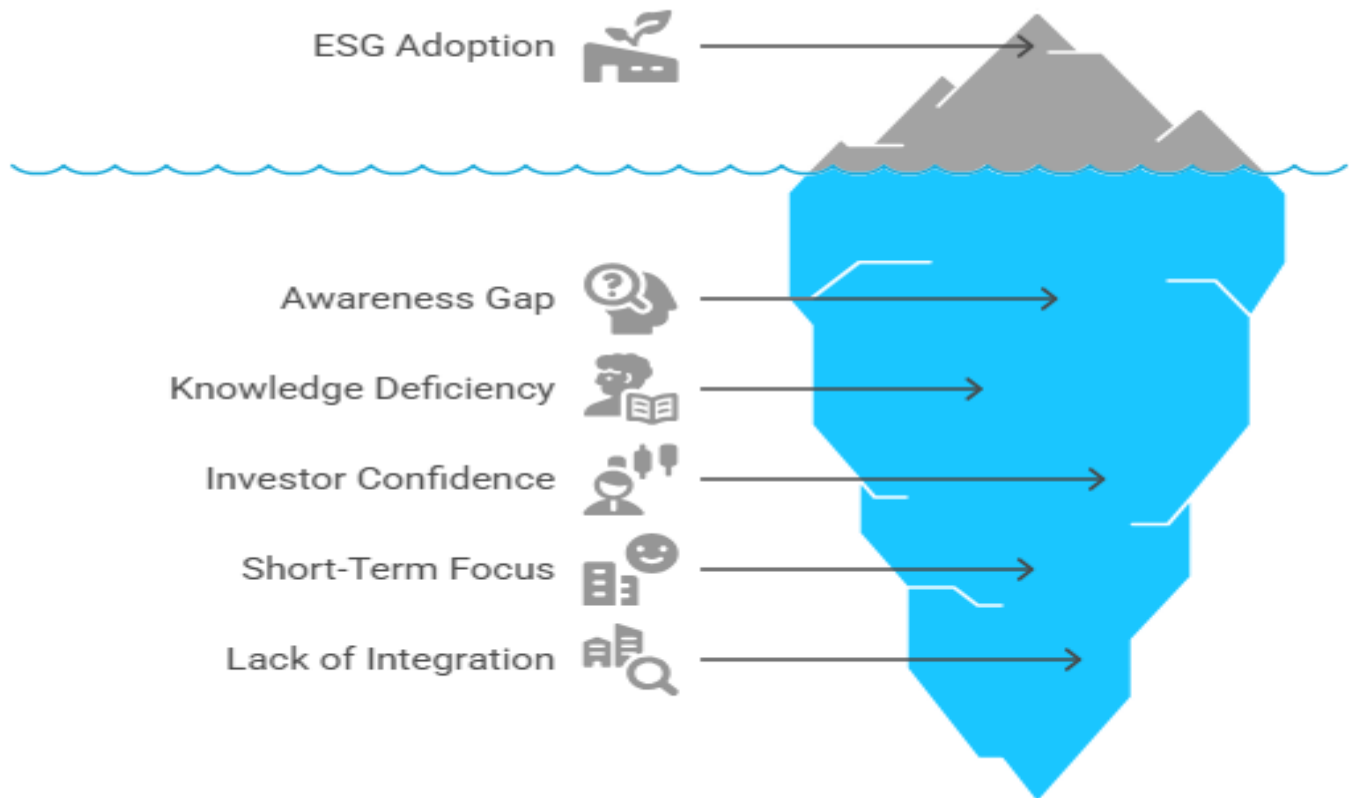 ESG Adoption
Awareness Gap
Knowledge Deficiency
Investor Confidence
Short-Term Focus
Lack of Integration